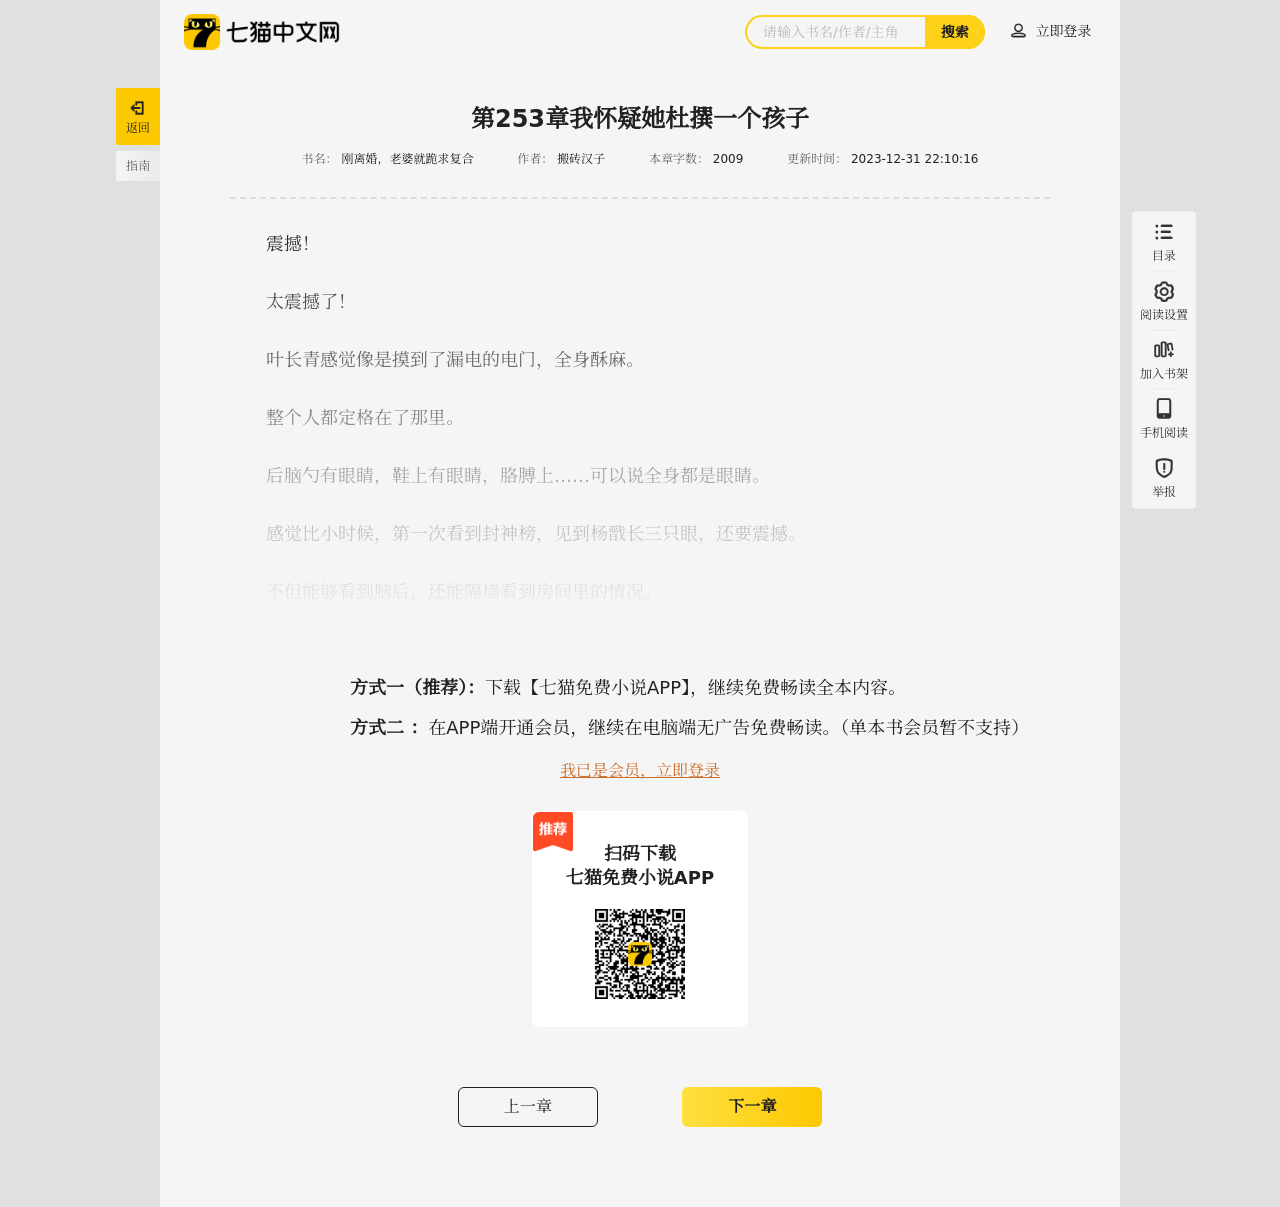 七猫中文网
请输入书名/作者/主角
搜索
立即登录
返回
指南
第253章我怀疑她杜撰一个孩子
书名： 刚离婚，老婆就跪求复合 作者： 搬砖汉子 本章字数： 2009 更新时间： 2023-12-31 22:10:16
震撼！
太震撼了！
叶长青感觉像是摸到了漏电的电门，全身酥麻。
整个人都定格在了那里。
后脑勺有眼睛，鞋上有眼睛，胳膊上……可以说全身都是眼睛。
感觉比小时候，第一次看到封神榜，见到杨戬长三只眼，还要震撼。
不但能够看到脑后，还能隔墙看到房间里的情况。
目录
阅读设置
加入书架
手机阅读
举报
方式一（推荐）：下载【七猫免费小说APP】，继续免费畅读全本内容。
方式二 ：在APP端开通会员，继续在电脑端无广告免费畅读。（单本书会员暂不支持）
我已是会员，立即登录
推荐
扫码下载
七猫免费小说APP
上一章
下一章